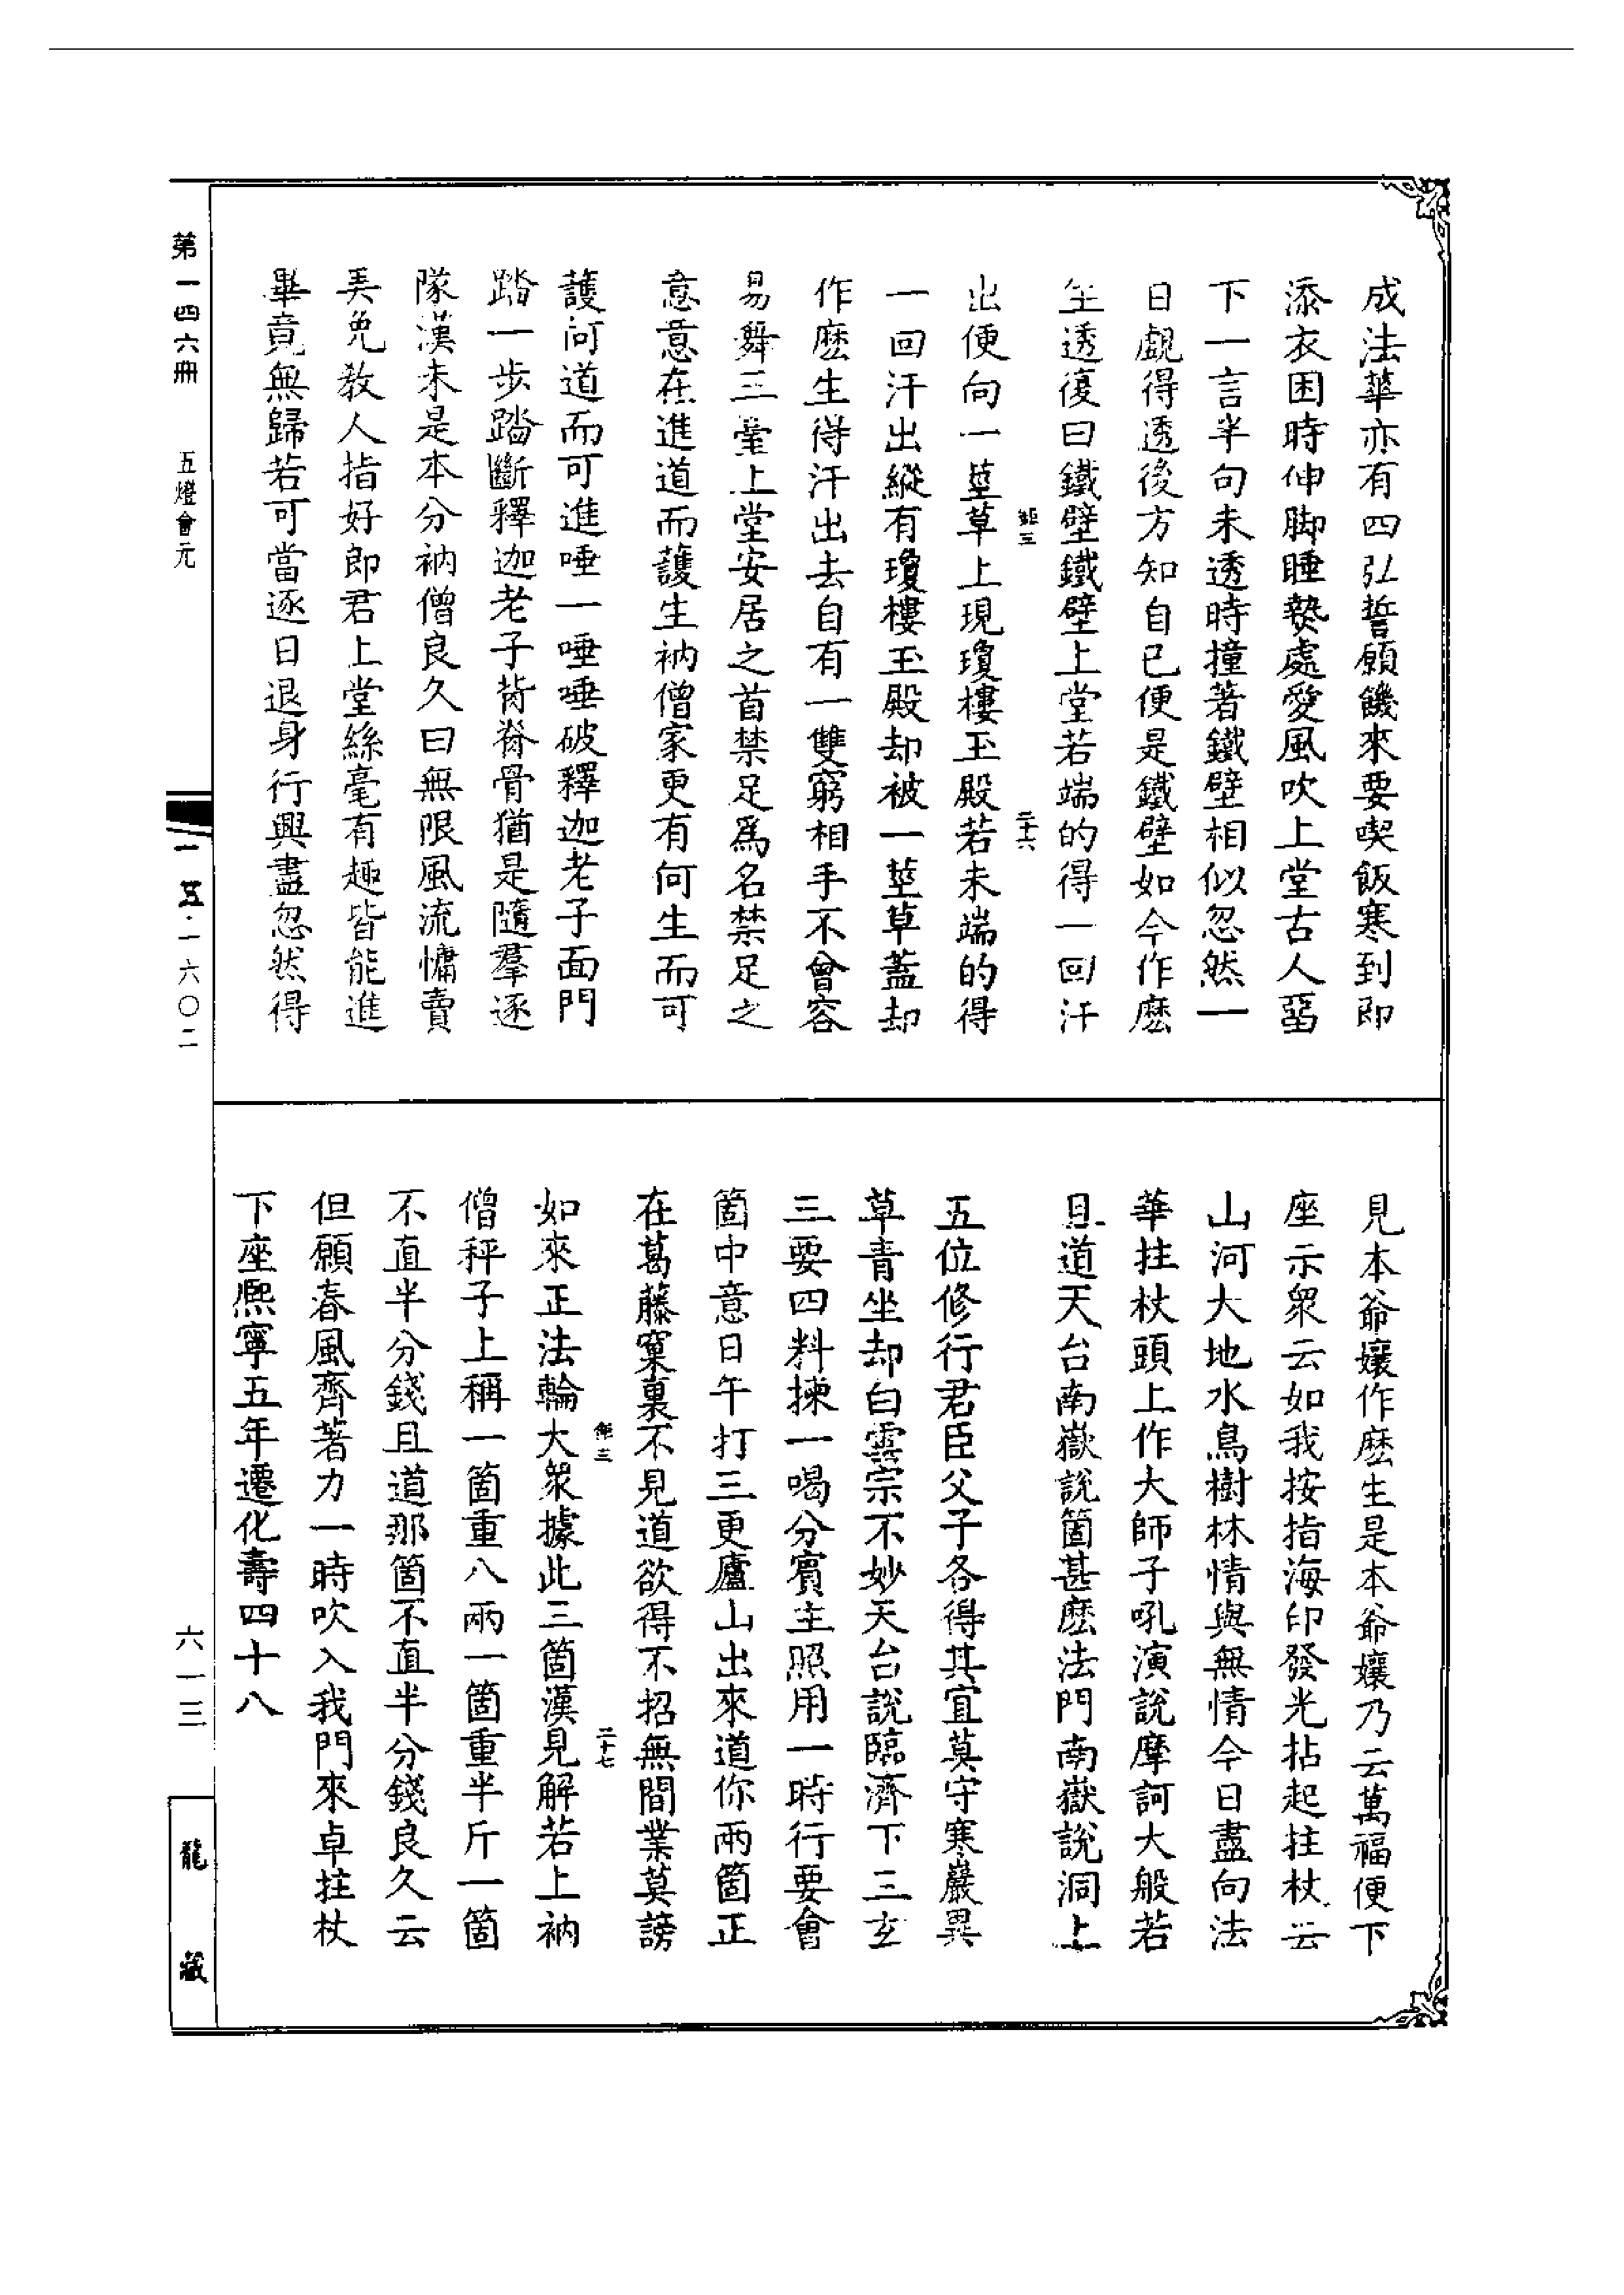 成法華亦有四弘誓願饑來要喫飯寒到即
添衣困時伸脚睡𤍠處愛風吹上堂古人畱
下一言半句未透時撞著鐵壁相似忽然一
日覰得透後方知自已便是鐵壁如今作麽
生透復曰鐵壁鐵壁上堂若端的得一回汗
出便向一莖草上現瓊樓玉殿若未端的得
一回汗出縱有瓊樓玉殿却被一莖草蓋却
作麽生得汗出去自有一雙窮相手不曾容
易舞三臺上堂安居之首禁足爲名禁足之
意意在進道而護生衲僧家更有何生而可
護何道而可進唾一唾唾破釋迦老子面門
踏一步踏斷釋迦老子背脊骨猶是隨羣逐
隊漢未是本分衲僧良久曰無限風流慵賣
弄免教人指好郎君上堂絲毫有趣皆能進
畢竟無歸若可當逐日退身行興盡忽然得
見本爺孃作麽生是本爺孃乃云萬福便下
座示眾云如我按指海印發光拈起拄杖云
山河大地水鳥樹林情與無情今日盡向法
華拄杖頭上作大師子吼演說摩訶大般若
且道天台南嶽說箇甚麽法門南嶽說洞上
五位修行君臣父子各得其宜莫守寒巖異
草青坐却白雲宗不妙天台說臨濟下三玄
三要四料揀一喝分賓主照用一時行要會
箇中意日午打三更廬山出來道你兩箇正
在葛藤窠裏不見道欲得不招無間業莫謗
如來正法輪大眾據此三箇漢見解若上衲
僧秤子上稱一箇重八兩一箇重半斤一箇
不直半分錢且道那箇不直半分錢良久云
但願春風齊著力一時吹入我門來卓拄杖
下座熙寧五年遷化壽四十八
二十六
二十七
第一四六冊
五燈會元
一五·一六〇二
六一三
龍藏